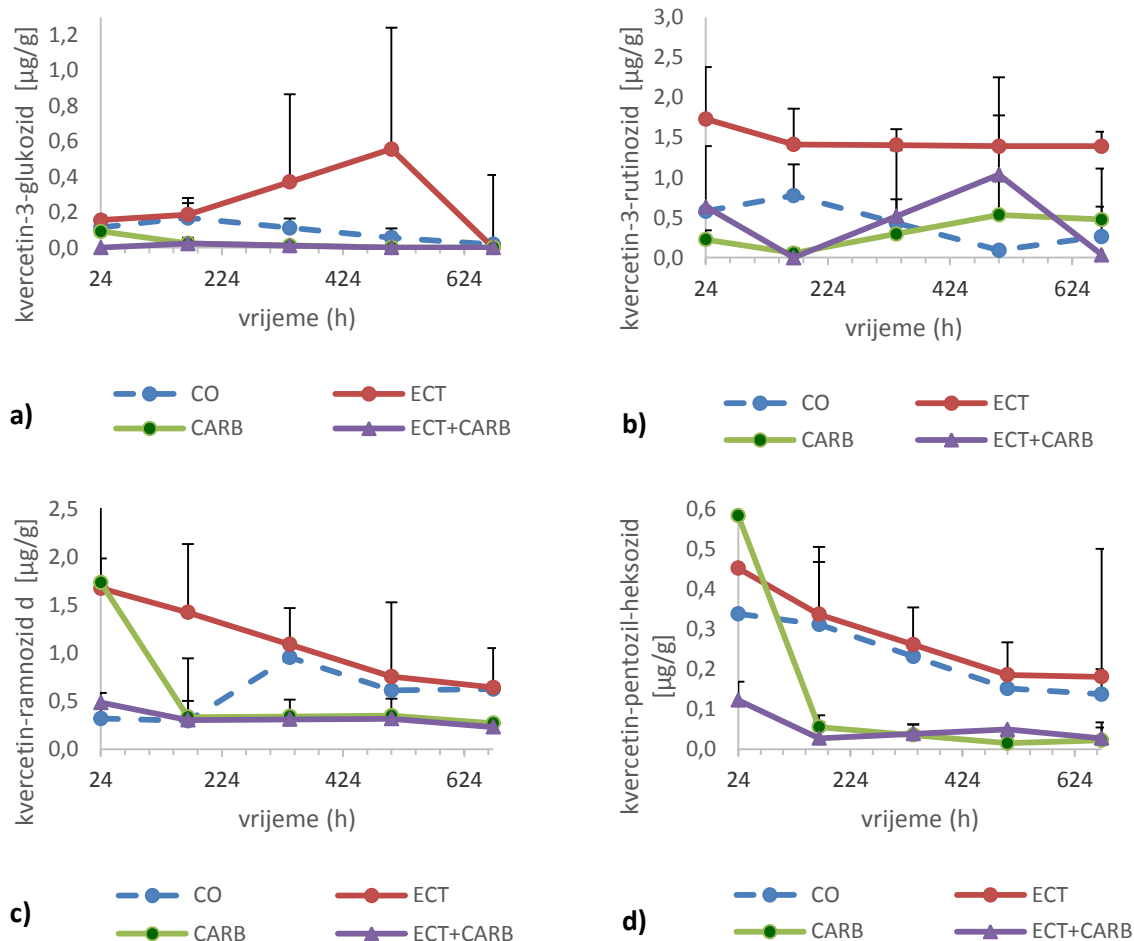 kvercetin-3-glukozid [µg/g]
1,2
1,0
0,8
0,6
0,4
0,2
0,0
24 224 424 624
vrijeme (h)
CO ECT
CARB ECT+CARB
a)
kvercetin-3-rutinozid [µg/g]
3,0
2,5
2,0
1,5
1,0
0,5
0,0
24 224 424 624
vrijeme (h)
CO ECT
CARB ECT+CARB
b)
kvercetin-ramnozid d [µg/g]
2,5
2,0
1,5
1,0
0,5
0,0
24 224 424 624
vrijeme (h)
CO ECT
CARB ECT+CARB
c)
kvercetin-pentozil-heksozid
[µg/g]
0,6
0,5
0,4
0,3
0,2
0,1
0,0
24 224 424 624
vrijeme (h)
CO ECT
CARB ECT+CARB
d)